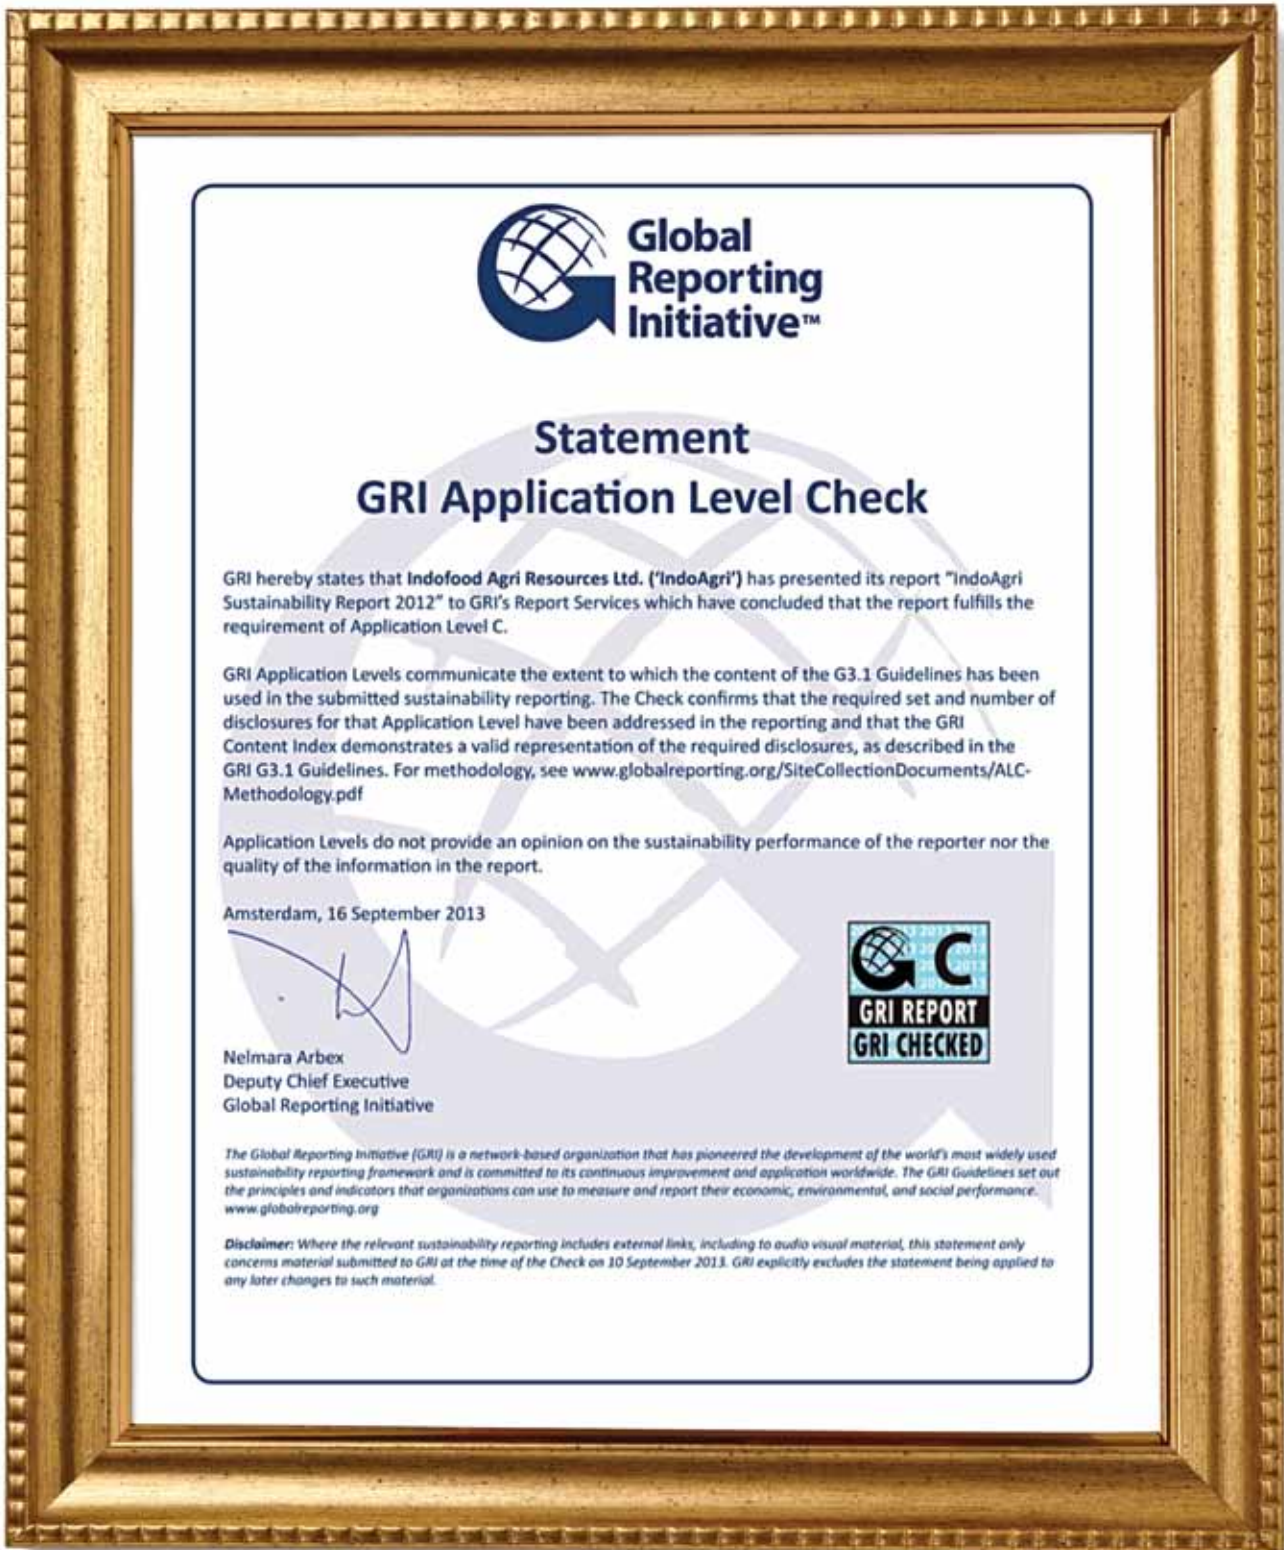 Global
Reporting
Initiative™
Statement
GRI Application Level Check
GRI hereby states that Indofood Agri Resources Ltd. ('IndoAgri') has presented its report "IndoAgri
Sustainability Report 2012" to GRI's Report Services which have concluded that the report fulfills the
requirement of Application Level C.
GRI Application Levels communicate the extent to which the content of the G3.1 Guidelines has been
used in the submitted sustainability reporting. The Check confirms that the required set and number of
disclosures for that Application Level have been addressed in the reporting and that the GRI
Content Index demonstrates a valid representation of the required disclosures, as described in the
GRI G3.1 Guidelines. For methodology, see www.globalreporting.org/SiteCollectionDocuments/ALC-
Methodology.pdf
Application Levels do not provide an opinion on the sustainability performance of the reporter nor the
quality of the information in the report.
Amsterdam, 16 September 2013
C
GRI REPORT
GRI CHECKED
Nelmara Arbex
Deputy Chief Executive
Global Reporting Initiative
The Global Reporting Initiative (GRI) is a network-based organization that has pioneered the development of the world's most widely used
sustainability reporting framework and is committed to its continuous improvement and application worldwide. The GRI Guidelines set out
the principles and indicators that organizations can use to measure and report their economic, environmental, and social performance.
www.globalreporting.org
Disclaimer: Where the relevant sustainability reporting includes external links, including to audio visual material, this statement only
concerns material submitted to GRI at the time of the Check on 10 September 2013. GRI explicitly excludes the statement being applied to
any later changes to such material.